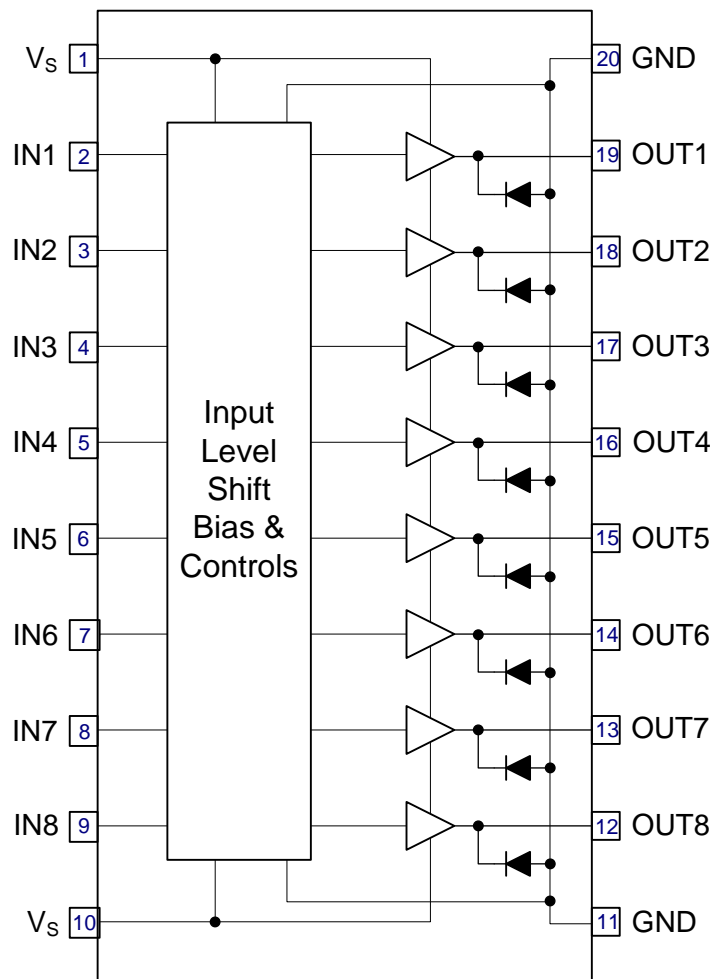 VS 1 20 GND
IN1 2 19 OUT1
IN2 3 18 OUT2
IN3 4 17 OUT3
IN4 5 16 OUT4
IN5 6 15 OUT5
IN6 7 14 OUT6
IN7 8 13 OUT7
IN8 9 12 OUT8
VS 10 11 GND
Input
Level
Shift
Bias &
Controls